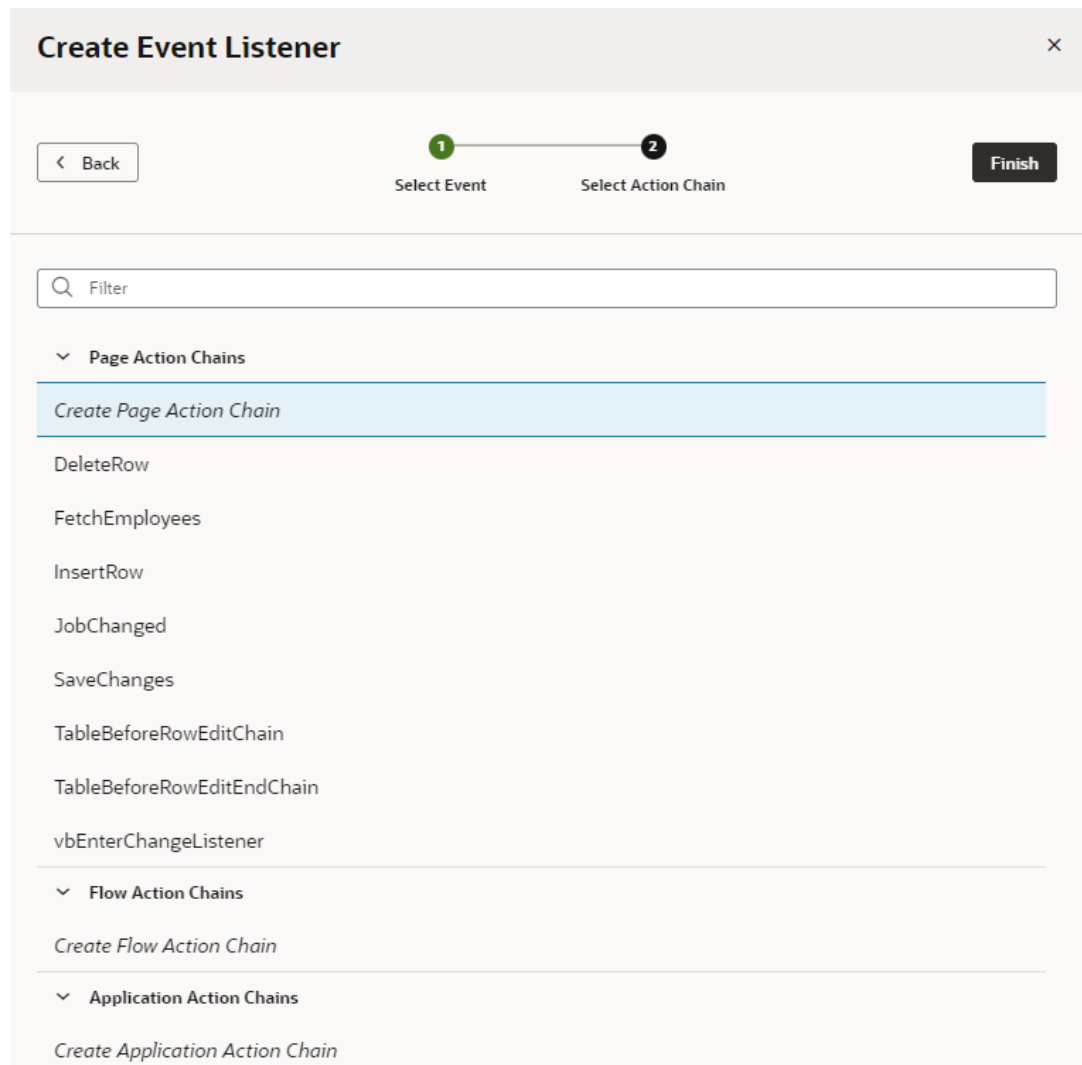 Create Event Listener
Back
1
2
Select Event
Select Action Chain
Finish
Filter
Page Action Chains
Create Page Action Chain
DeleteRow
FetchEmployees
InsertRow
JobChanged
SaveChanges
TableBeforeRowEditChain
TableBeforeRowEditEndChain
vbEnterChangeListener
Flow Action Chains
Create Flow Action Chain
Application Action Chains
Create Application Action Chain